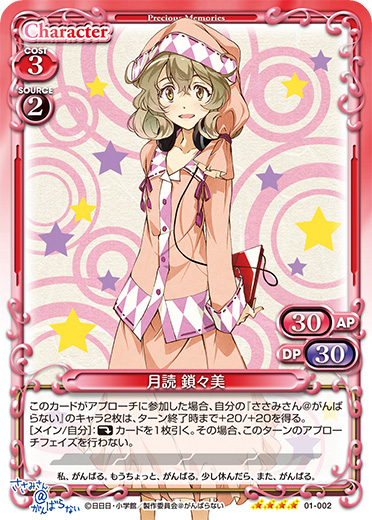 Precious Memories
Character
COST
3
SOURCE
2
30 AP
DP 30
月読 鎖々美
このカードがアプローチに参加した場合、自分の『ささみさん@がんば
らない』のキャラ2枚は、ターン終了時まで+20/+20を得る。
[メイン/自分]: カードを1枚引く。その場合、このターンのアプロー
チフェイズを行わない。
私、がんばる。もうちょっと、がんばる。少し休んだら、また、がんばる。
ささみさん
@
がんばらない
©日日日・小学館/製作委員会@がんばらない
01-002